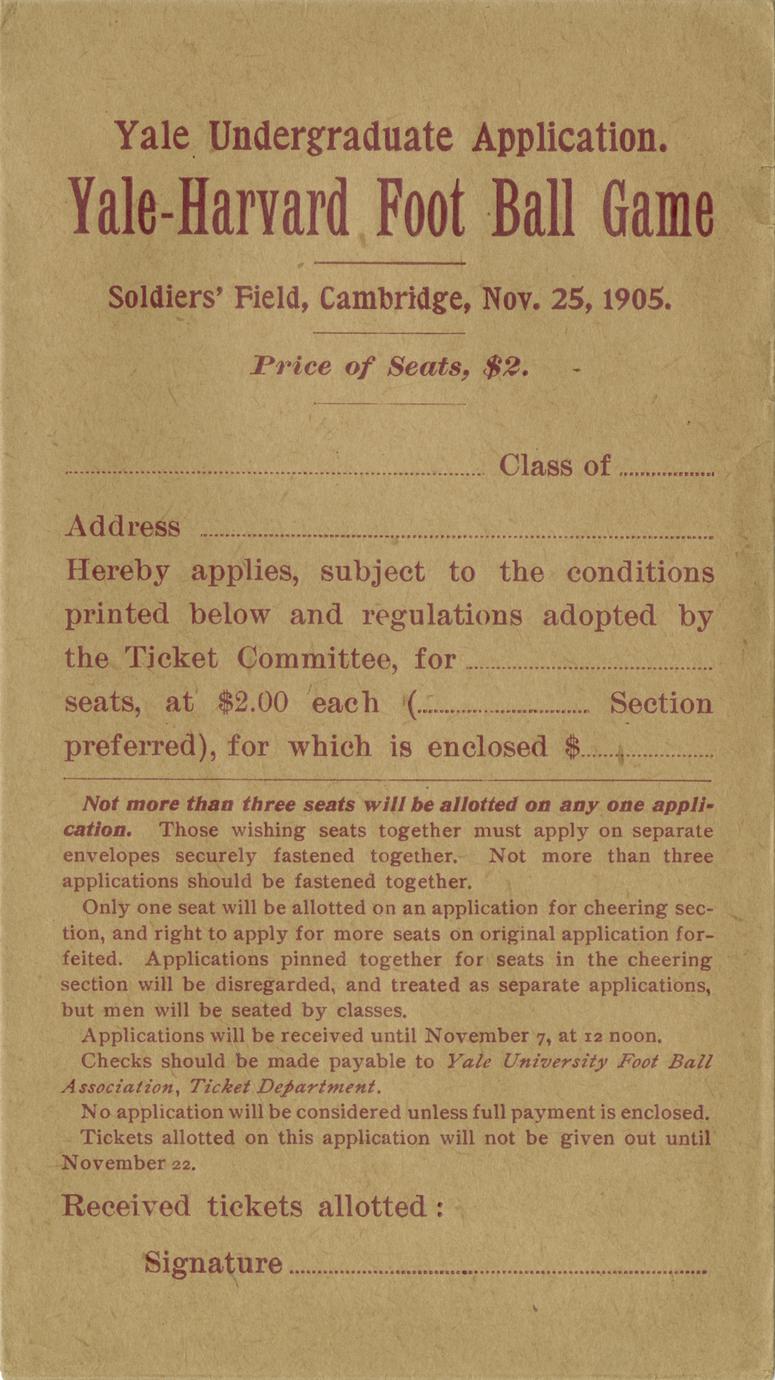 Yale Undergraduate Application.
Yale-Harvard Foot Ball Game
Soldiers' Field, Cambridge, Nov. 25, 1905.
Price of Seats, $2.
........................ Class of ............
Address ........................
Hereby applies, subject to the conditions
printed below and regulations adopted by
the Ticket Committee, for ........................
seats, at $2.00 each (........................ Section
preferred), for which is enclosed $............
Not more than three seats will be allotted on any one appli-
cation. Those wishing seats together must apply on separate
envelopes securely fastened together. Not more than three
applications should be fastened together.
Only one seat will be allotted on an application for cheering sec-
tion, and right to apply for more seats on original application for-
feited. Applications pinned together for seats in the cheering
section will be disregarded, and treated as separate applications,
but men will be seated by classes.
Applications will be received until November 7, at 12 noon.
Checks should be made payable to Yale University Foot Ball
Association, Ticket Department.
No application will be considered unless full payment is enclosed.
Tickets allotted on this application will not be given out until
November 22.
Received tickets allotted :
Signature ........................